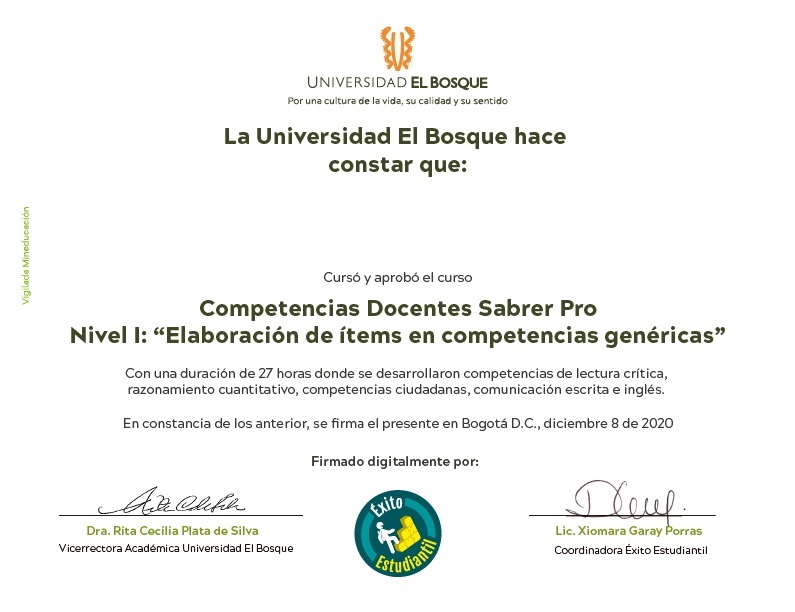 UNIVERSIDAD EL BOSQUE
Por una cultura de la vida, su calidad y su sentido
La Universidad El Bosque hace
constar que:
Vigilada Mineducación
Cursó y aprobó el curso
Competencias Docentes Sabrer Pro
Nivel I: “Elaboración de ítems en competencias genéricas”
Con una duración de 27 horas donde se desarrollaron competencias de lectura crítica,
razonamiento cuantitativo, competencias ciudadanas, comunicación escrita e inglés.
En constancia de los anterior, se firma el presente en Bogotá D.C., diciembre 8 de 2020
Firmado digitalmente por:
Dra. Rita Cecilia Plata de Silva
Vicerrectora Académica Universidad El Bosque
Éxito
Estudiantil
Lic. Xiomara Garay Porras
Coordinadora Éxito Estudiantil